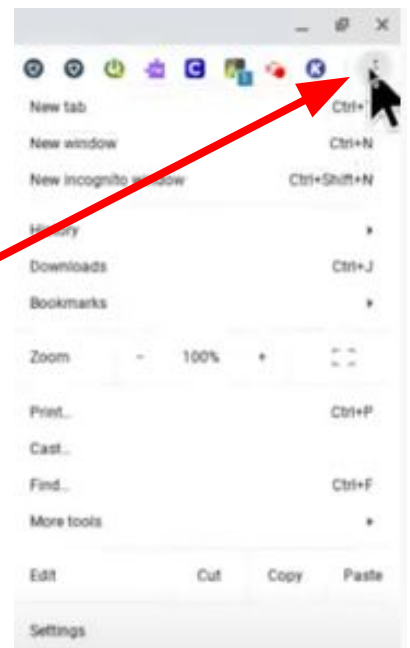 New tab Ctrl+
New window Ctrl+N
New incognito window Ctrl+Shift+N
History
Downloads Ctrl+J
Bookmarks
Zoom - 100% +
Print... Ctrl+P
Cast...
Find... Ctrl+F
More tools
Edit Cut Copy Paste
Settings